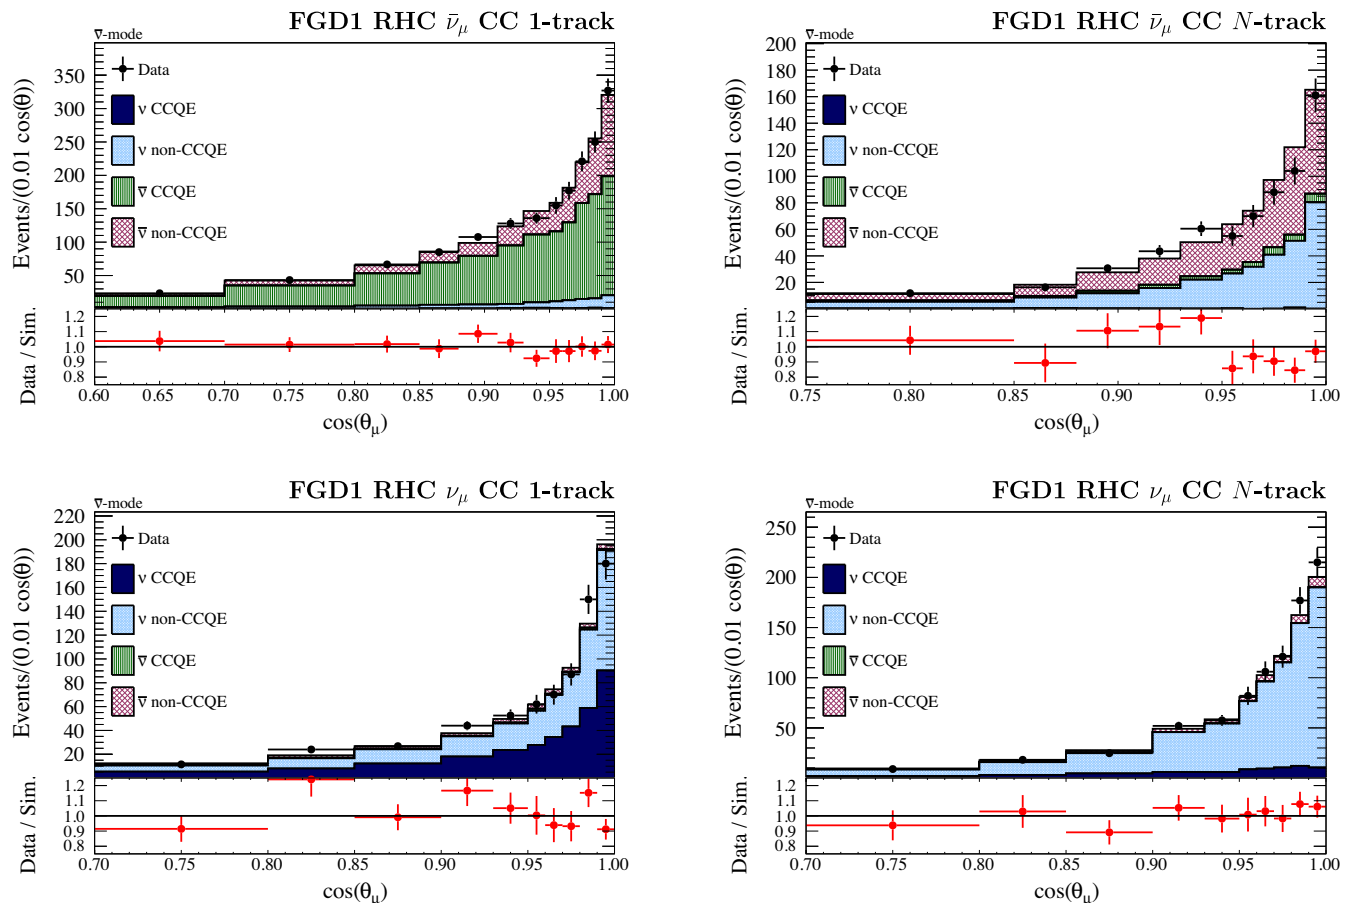 FGD1 RHC ν̄μ CC 1-track
ν̄-mode
Events/(0.01 cos(θ))
350
300
250
200
150
100
50
Data
ν CCQE
ν non-CCQE
ν̄ CCQE
ν̄ non-CCQE
Data / Sim.
1.2
1.1
1.0
0.9
0.8
0.60 0.65 0.70 0.75 0.80 0.85 0.90 0.95 1.00
cos(θμ)
FGD1 RHC ν̄μ CC N-track
ν̄-mode
Events/(0.01 cos(θ))
200
180
160
140
120
100
80
60
40
20
Data
ν CCQE
ν non-CCQE
ν̄ CCQE
ν̄ non-CCQE
Data / Sim.
1.2
1.1
1.0
0.9
0.8
0.75 0.80 0.85 0.90 0.95 1.00
cos(θμ)
FGD1 RHC νμ CC 1-track
ν̄-mode
Events/(0.01 cos(θ))
220
200
180
160
140
120
100
80
60
40
20
Data
ν CCQE
ν non-CCQE
ν̄ CCQE
ν̄ non-CCQE
Data / Sim.
1.2
1.1
1.0
0.9
0.8
0.70 0.75 0.80 0.85 0.90 0.95 1.00
cos(θμ)
FGD1 RHC νμ CC N-track
ν̄-mode
Events/(0.01 cos(θ))
250
200
150
100
50
Data
ν CCQE
ν non-CCQE
ν̄ CCQE
ν̄ non-CCQE
Data / Sim.
1.2
1.1
1.0
0.9
0.8
0.70 0.75 0.80 0.85 0.90 0.95 1.00
cos(θμ)